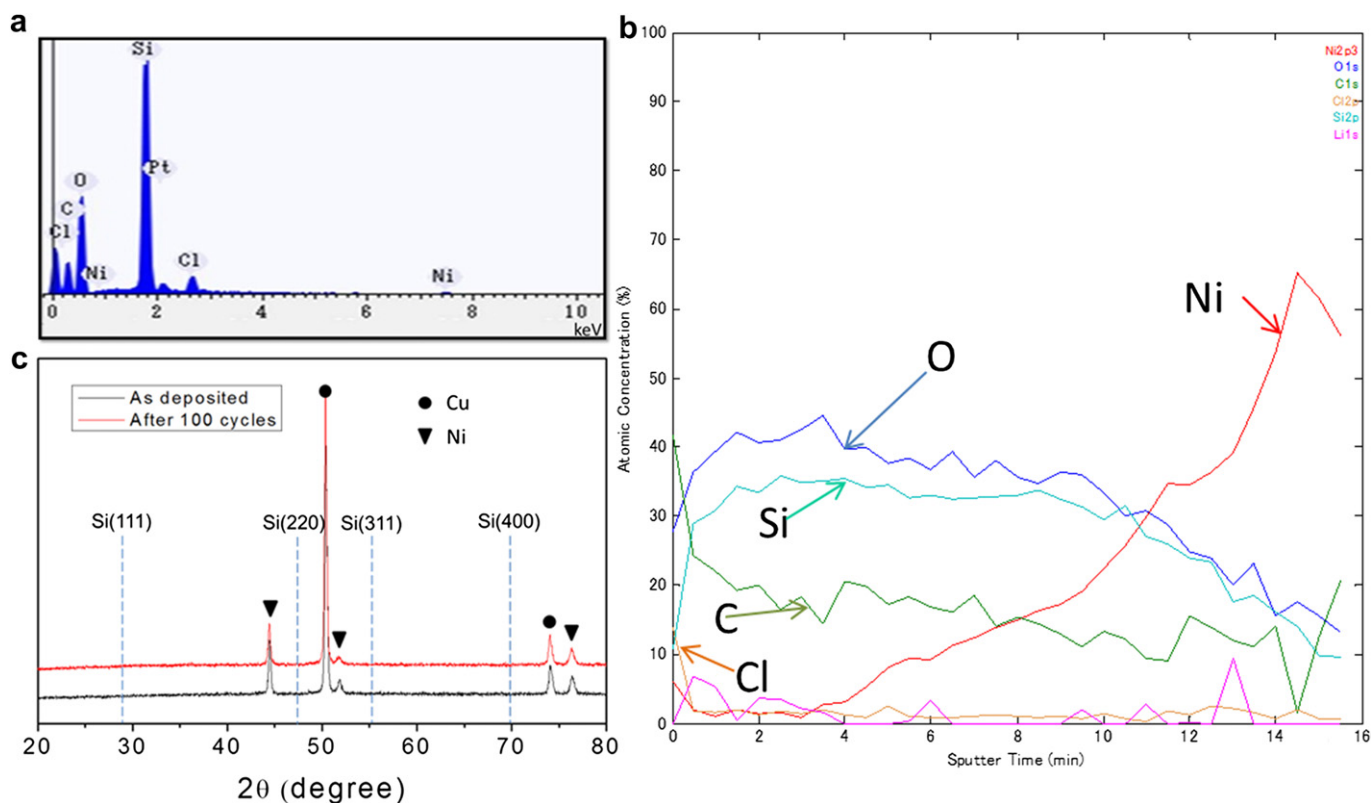 a
Si
Pt
O
C
Cl
Ni
Cl
Ni
0 2 4 6 8 10
keV
b
100
90
80
70
60
50
40
30
20
10
0
Atomic Concentration (%)
Ni2p3
O1s
C1s
Cl2p
Si2p
Li1s
Ni
O
Si
C
Cl
0 2 4 6 8 10 12 14 16
Sputter Time (min)
c
As deposited
After 100 cycles
Cu
Ni
Si(111)
Si(220)
Si(311)
Si(400)
20 30 40 50 60 70 80
2θ (degree)